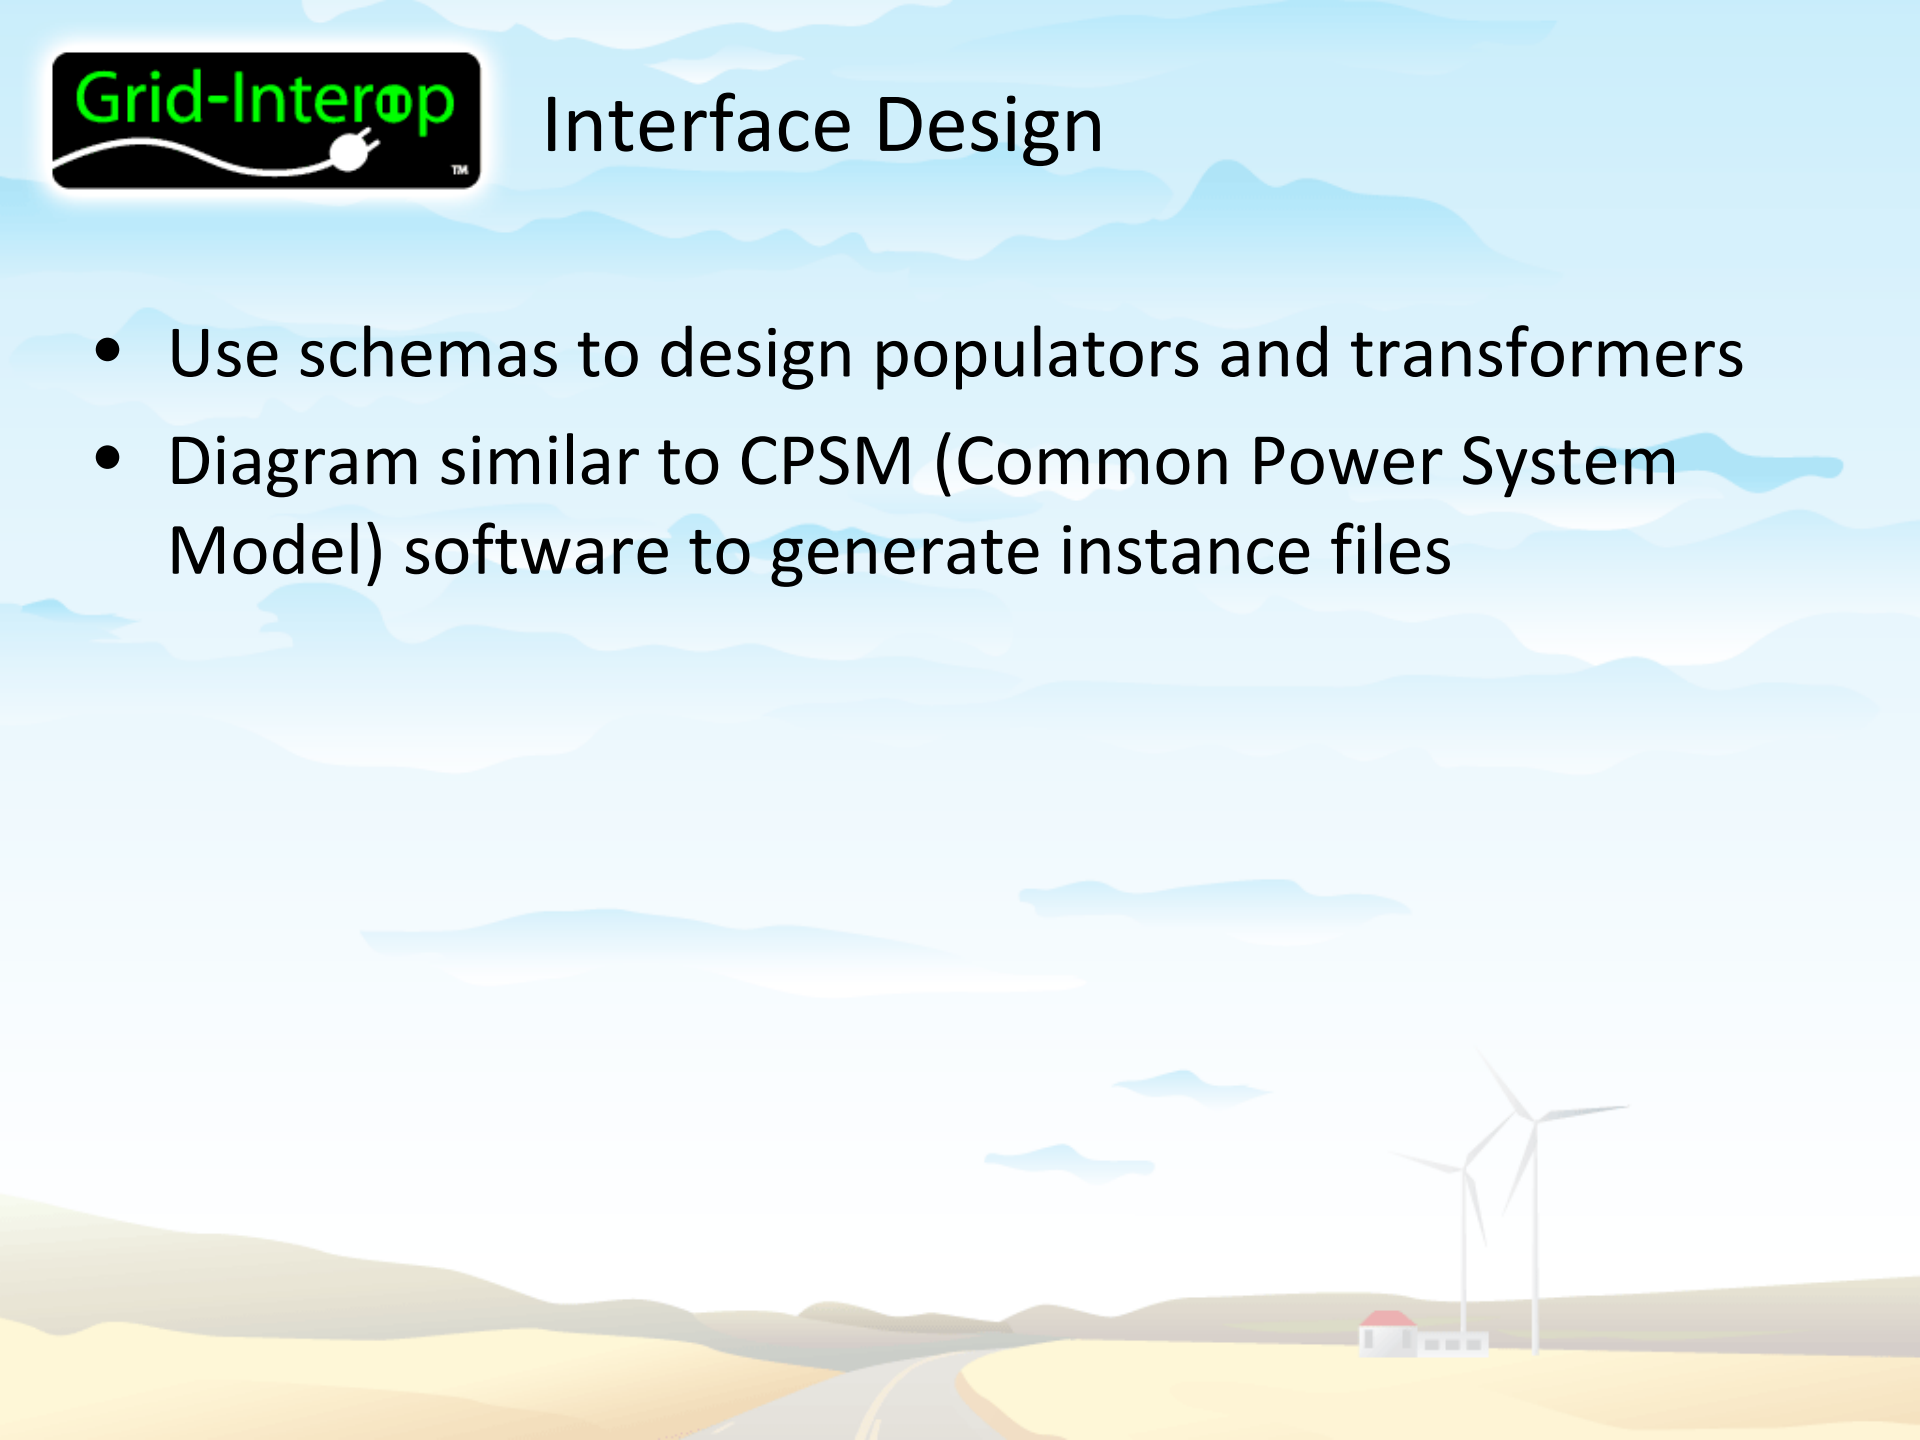 Grid-Interop
TM
Interface Design
• Use schemas to design populators and transformers
• Diagram similar to CPSM (Common Power System
Model) software to generate instance files